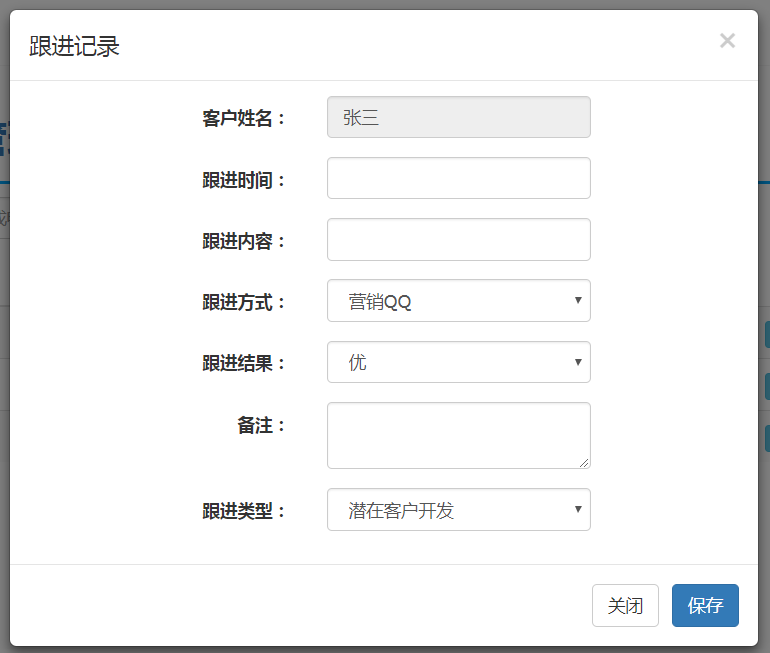 跟进记录
×
客户姓名：
张三
跟进时间：
跟进内容：
跟进方式：
营销QQ
跟进结果：
优
备注：
跟进类型：
潜在客户开发
关闭
保存